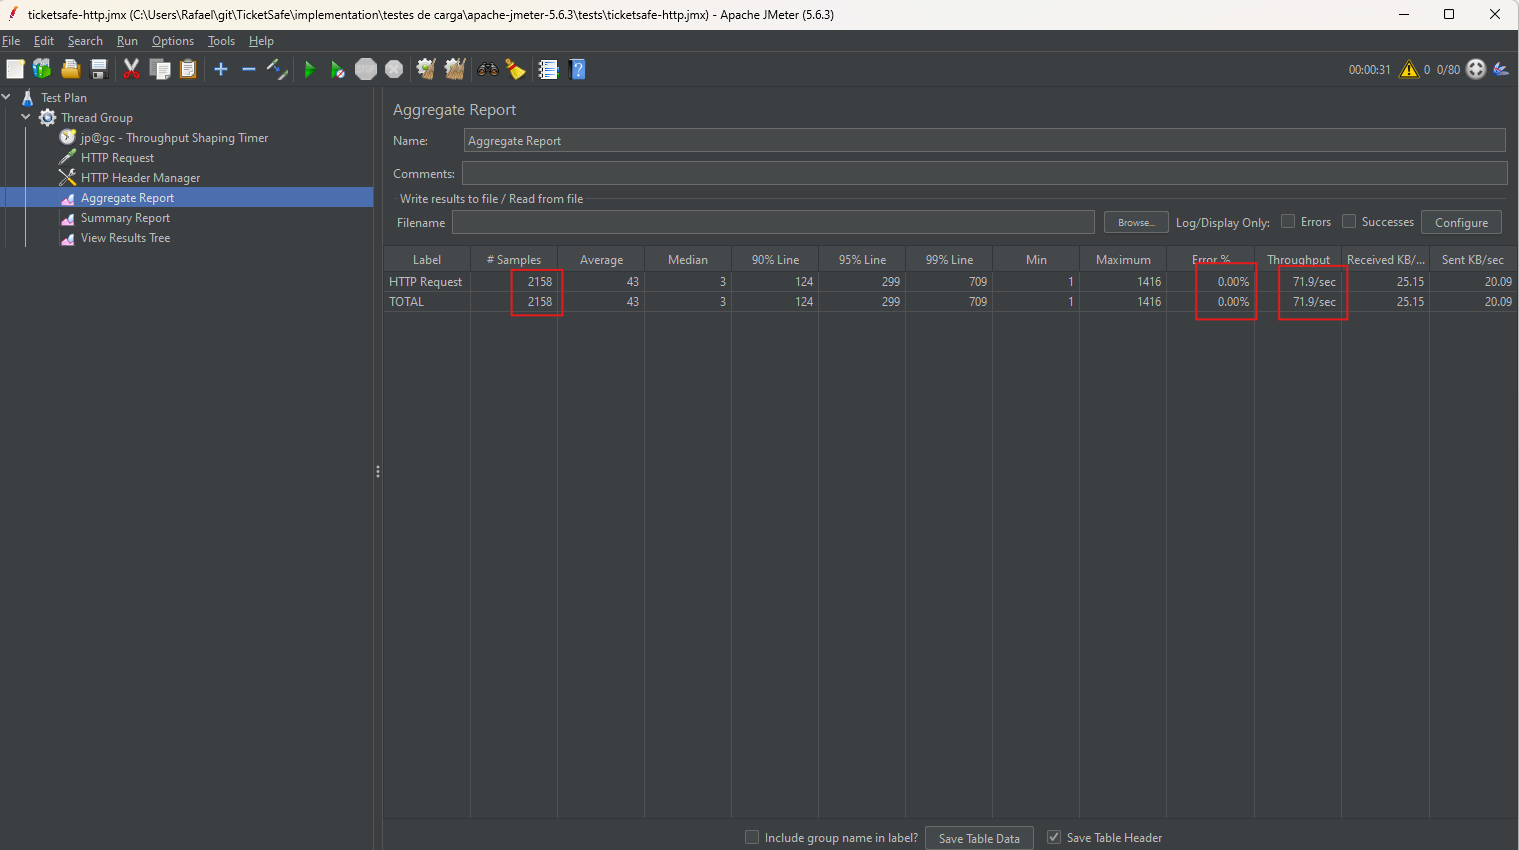 ticketsafe-http.jmx (C:\Users\Rafael\git\TicketSafe\implementation\testes de carga\apache-jmeter-5.6.3\tests\ticketsafe-http.jmx) - Apache JMeter (5.6.3)
File Edit Search Run Options Tools Help
STOP
00:00:31 0 0/80
Test Plan
Thread Group
jp@gc - Throughput Shaping Timer
HTTP Request
HTTP Header Manager
Aggregate Report
Summary Report
View Results Tree
Aggregate Report
Name: Aggregate Report
Comments:
Write results to file / Read from file
Filename Browse... Log/Display Only: Errors Successes Configure
Label # Samples Average Median 90% Line 95% Line 99% Line Min Maximum Error % Throughput Received KB/... Sent KB/sec
HTTP Request 2158 43 3 124 299 709 1 1416 0.00% 71.9/sec 25.15 20.09
TOTAL 2158 43 3 124 299 709 1 1416 0.00% 71.9/sec 25.15 20.09
Include group name in label? Save Table Data Save Table Header